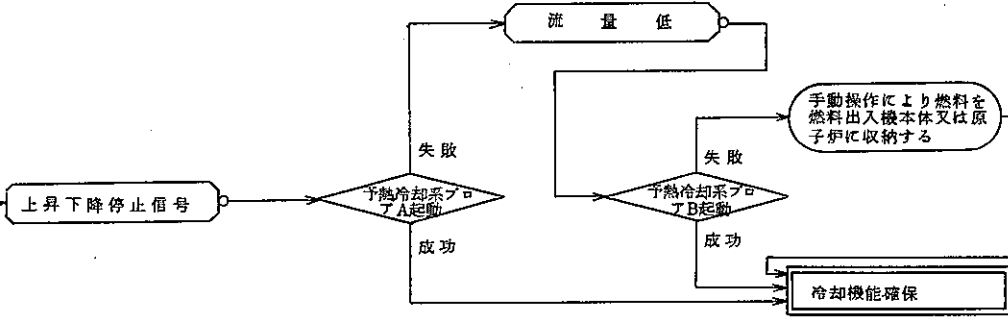 流量低
手動操作により燃料を
燃料出入機本体又は原
子炉に収納する
失敗
失敗
上昇下降停止信号
予熱冷却系ブロ
アA起動
予熱冷却系ブロ
アB起動
成功
成功
冷却機能確保